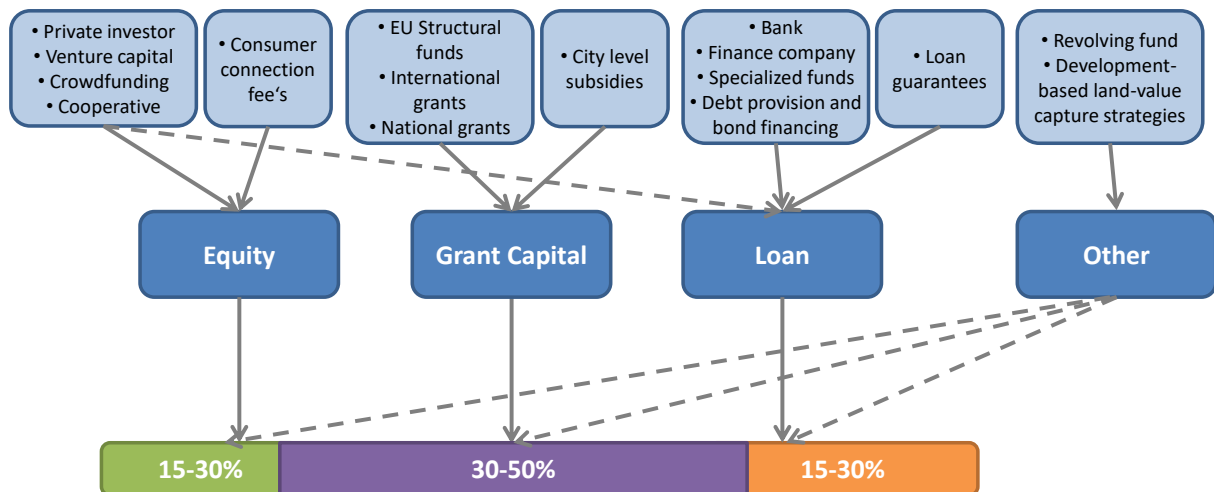 • Private investor
• Venture capital
• Crowdfunding
• Cooperative
• Consumer
connection
fee‘s
• EU Structural
funds
• International
grants
• National grants
• City level
subsidies
• Bank
• Finance company
• Specialized funds
• Debt provision and
bond financing
• Loan
guarantees
• Revolving fund
• Development-
based land-value
capture strategies
Equity
Grant Capital
Loan
Other
15-30%
30-50%
15-30%